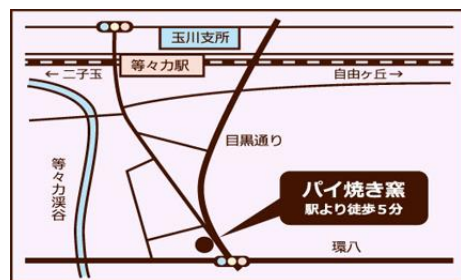 玉川支所
等々力駅
← 二子玉
自由ヶ丘 →
目黒通り
等々力渓谷
パイ焼き窯
駅より徒歩5分
環八